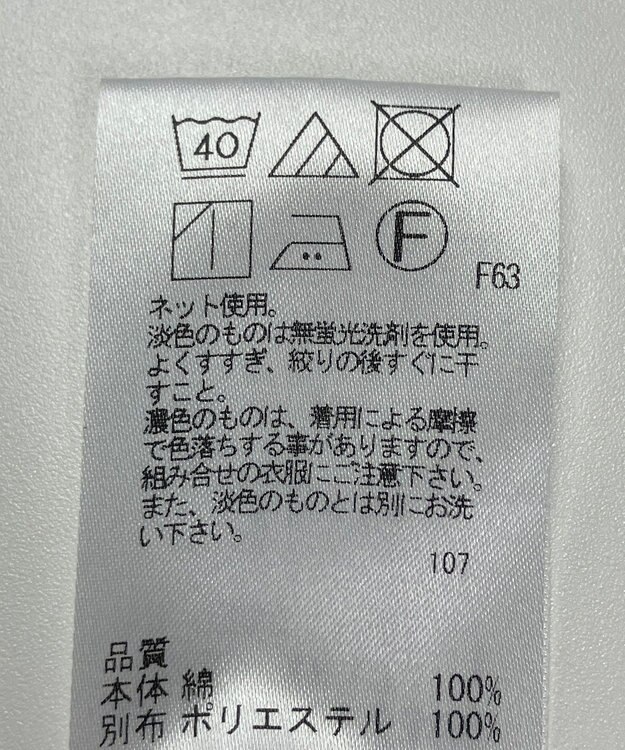 40
F
F63
ネット使用。
淡色のものは無蛍光洗剤を使用。
よくすすぎ、絞りの後すぐに干
すこと。
濃色のものは、着用による摩擦
で色落ちする事がありますので、
組み合せの衣服にご注意下さい。
また、淡色のものとは別にお洗
い下さい。
107
品質
本体 綿 100%
別布 ポリエステル 100%